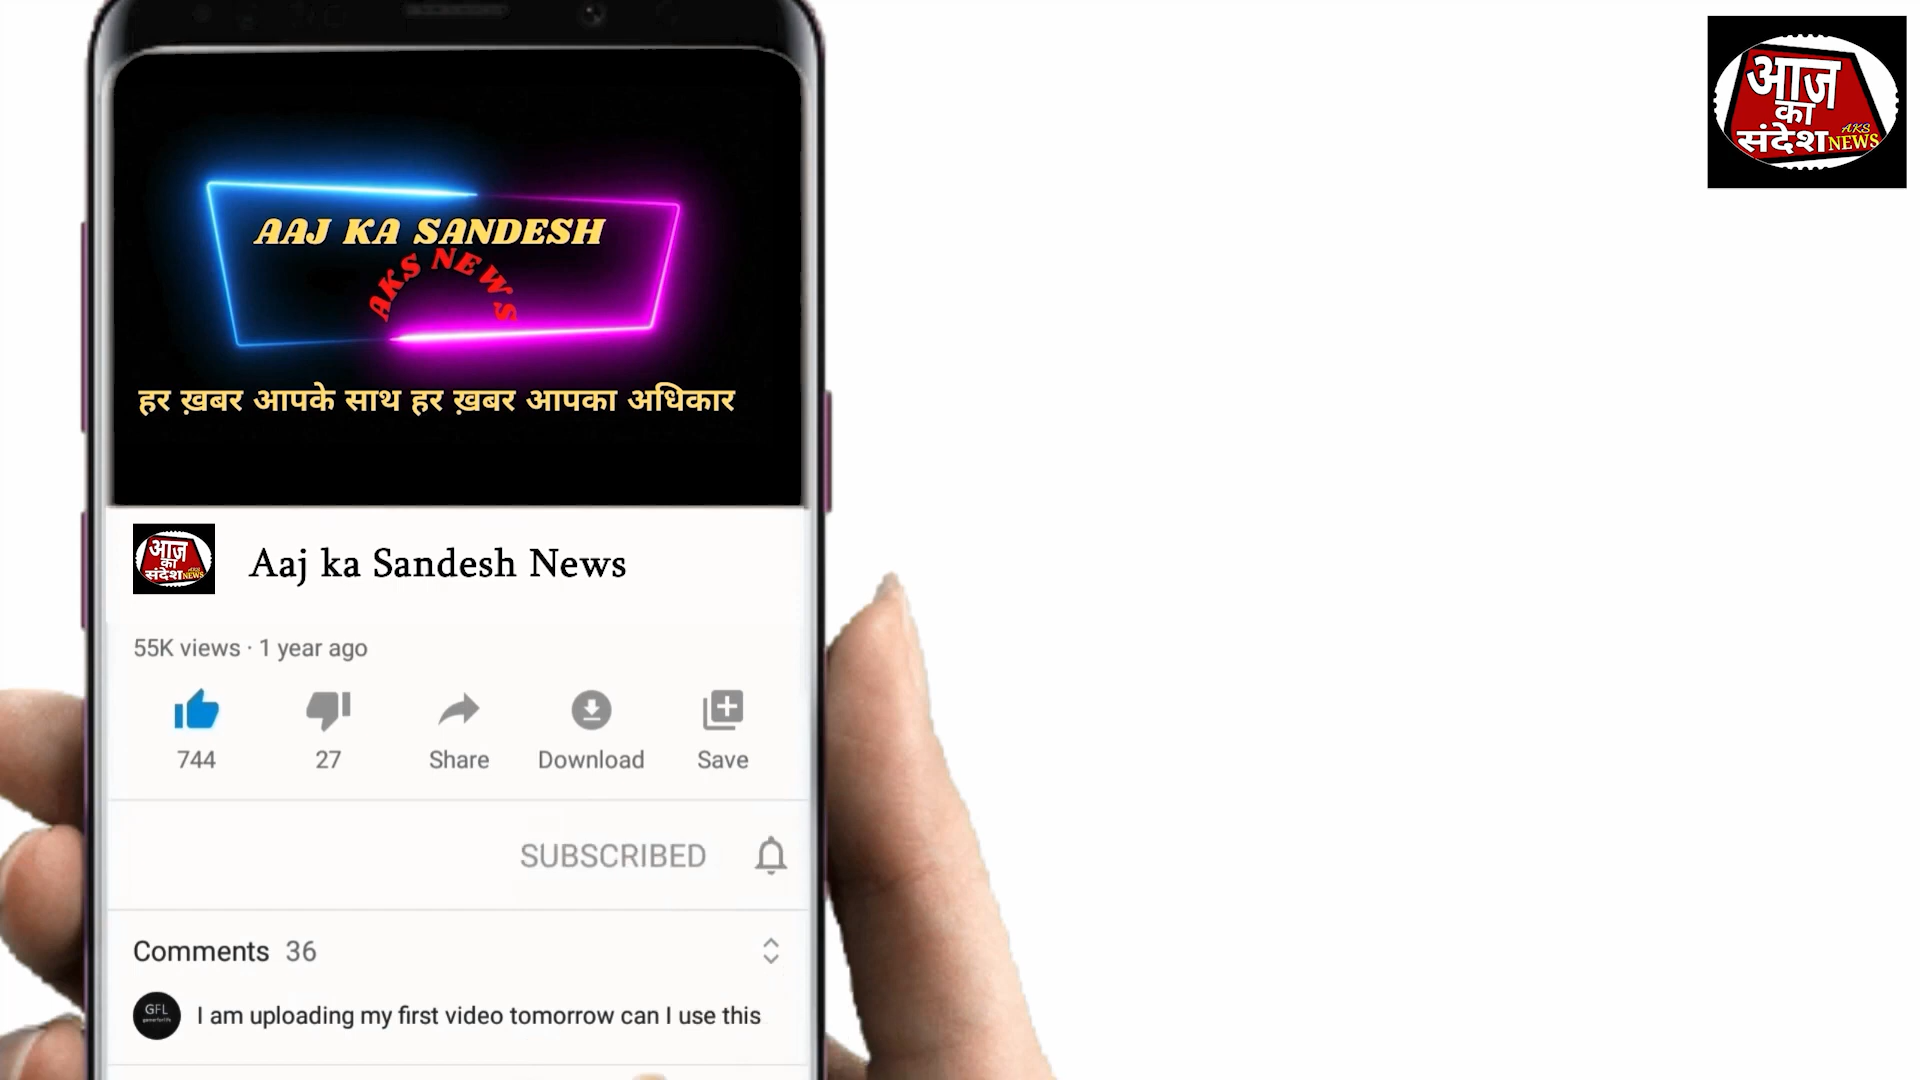 AAJ KA SANDESH
AKS NEWS
हर ख़बर आपके साथ हर ख़बर आपका अधिकार
आज
का
संदेश NEWS
Aaj ka Sandesh News
55K views · 1 year ago
744
27
Share
Download
Save
SUBSCRIBED
Comments 36
GFL
I am uploading my first video tomorrow can I use this
आज
का
संदेश AKS NEWS